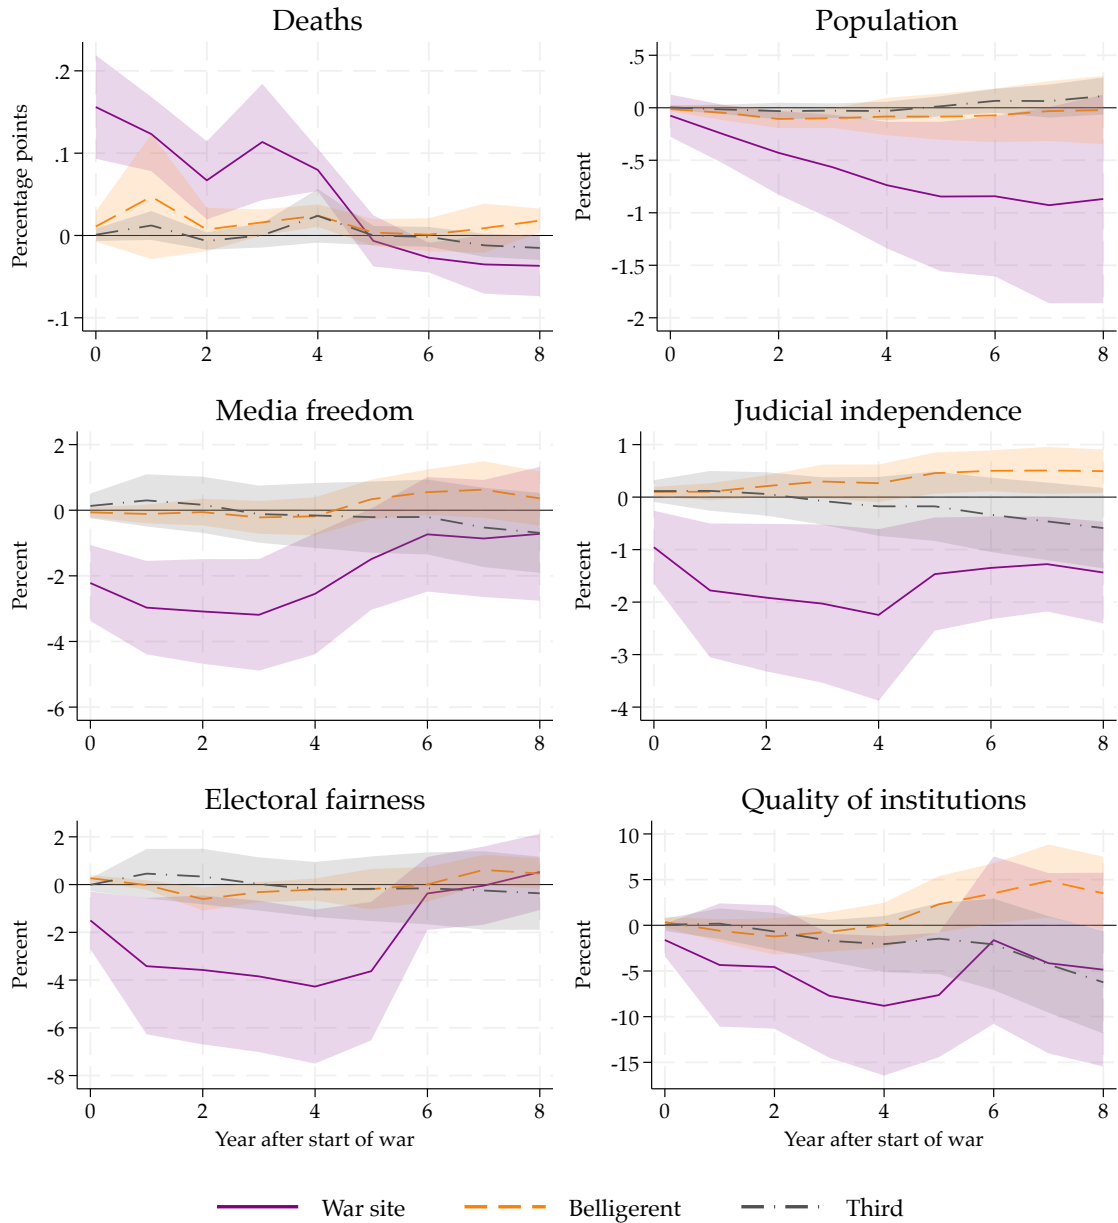 Deaths
Percentage points
.2
.1
0
-.1
0 2 4 6 8
Population
Percent
.5
0
-.5
-1
-1.5
-2
0 2 4 6 8
Media freedom
Percent
2
0
-2
-4
-6
0 2 4 6 8
Judicial independence
Percent
1
0
-1
-2
-3
-4
0 2 4 6 8
Electoral fairness
Percent
2
0
-2
-4
-6
-8
0 2 4 6 8
Year after start of war
Quality of institutions
Percent
10
5
0
-5
-10
-15
0 2 4 6 8
Year after start of war
War site Belligerent Third